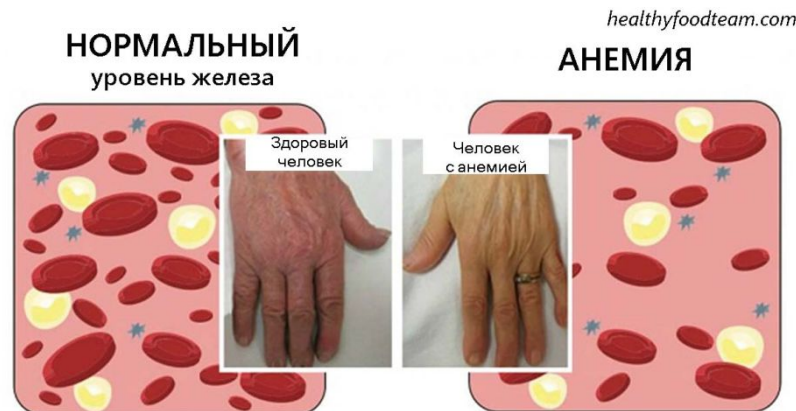 healthyfoodteam.com
НОРМАЛЬНЫЙ
уровень железа
АНЕМИЯ
Здоровый
человек
Человек
с анемией